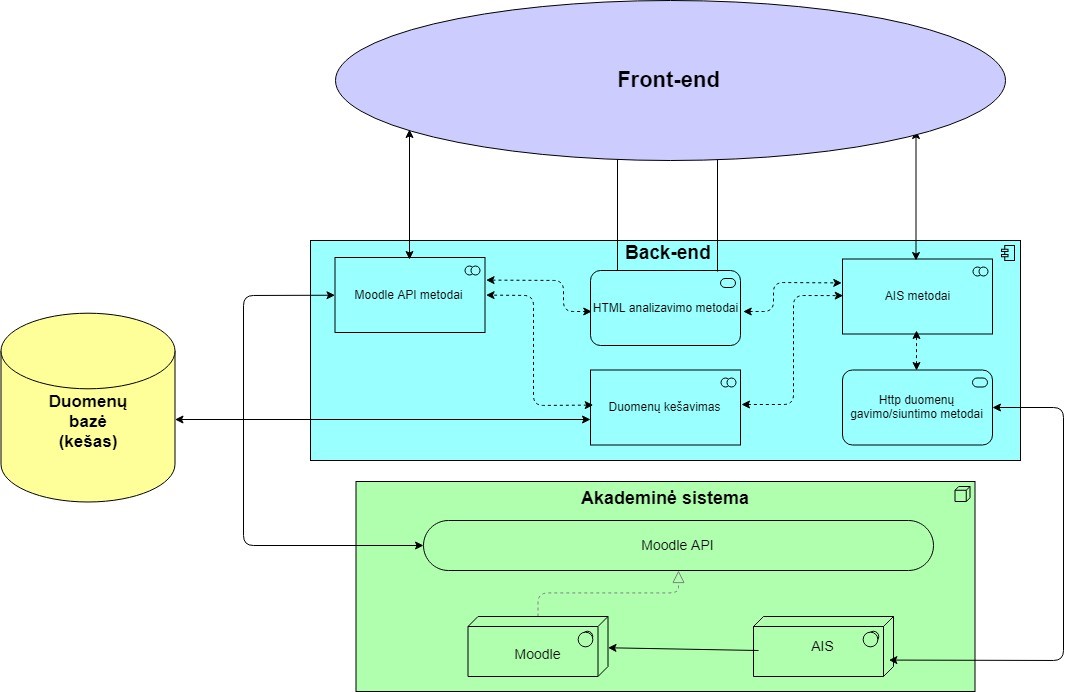 Front-end
Back-end
Moodle API metodai
HTML analizavimo metodai
AIS metodai
Duomenų
bazė
(kešas)
Duomenų kešavimas
Http duomenų
gavimo/siuntimo metodai
Akademinė sistema
Moodle API
Moodle
AIS